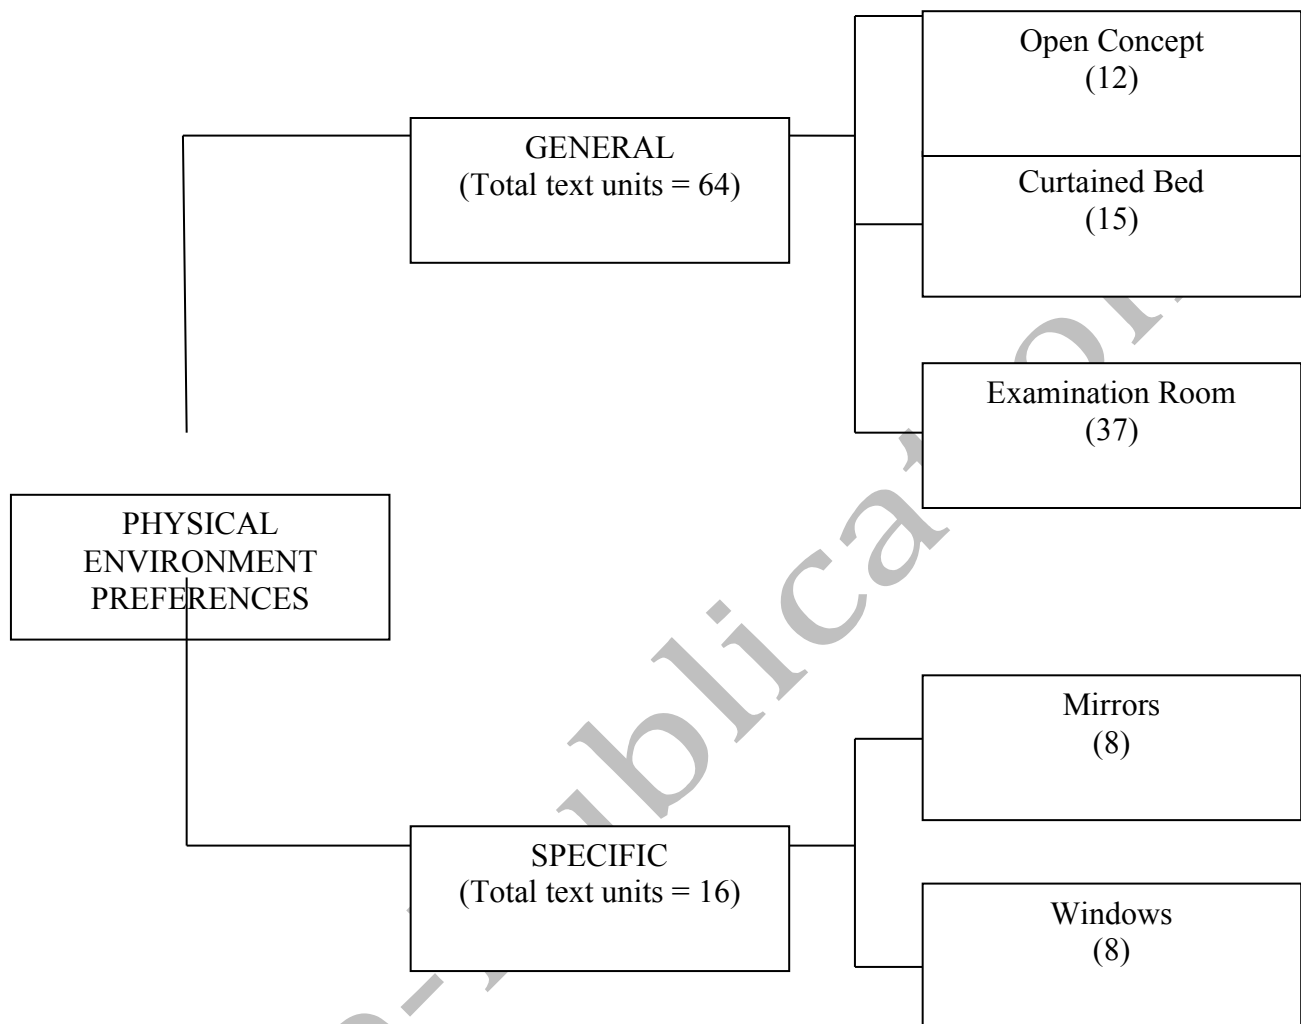 Open Concept
(12)
GENERAL
(Total text units = 64)
Curtained Bed
(15)
Examination Room
(37)
PHYSICAL
ENVIRONMENT
PREFERENCES
Mirrors
(8)
SPECIFIC
(Total text units = 16)
Windows
(8)